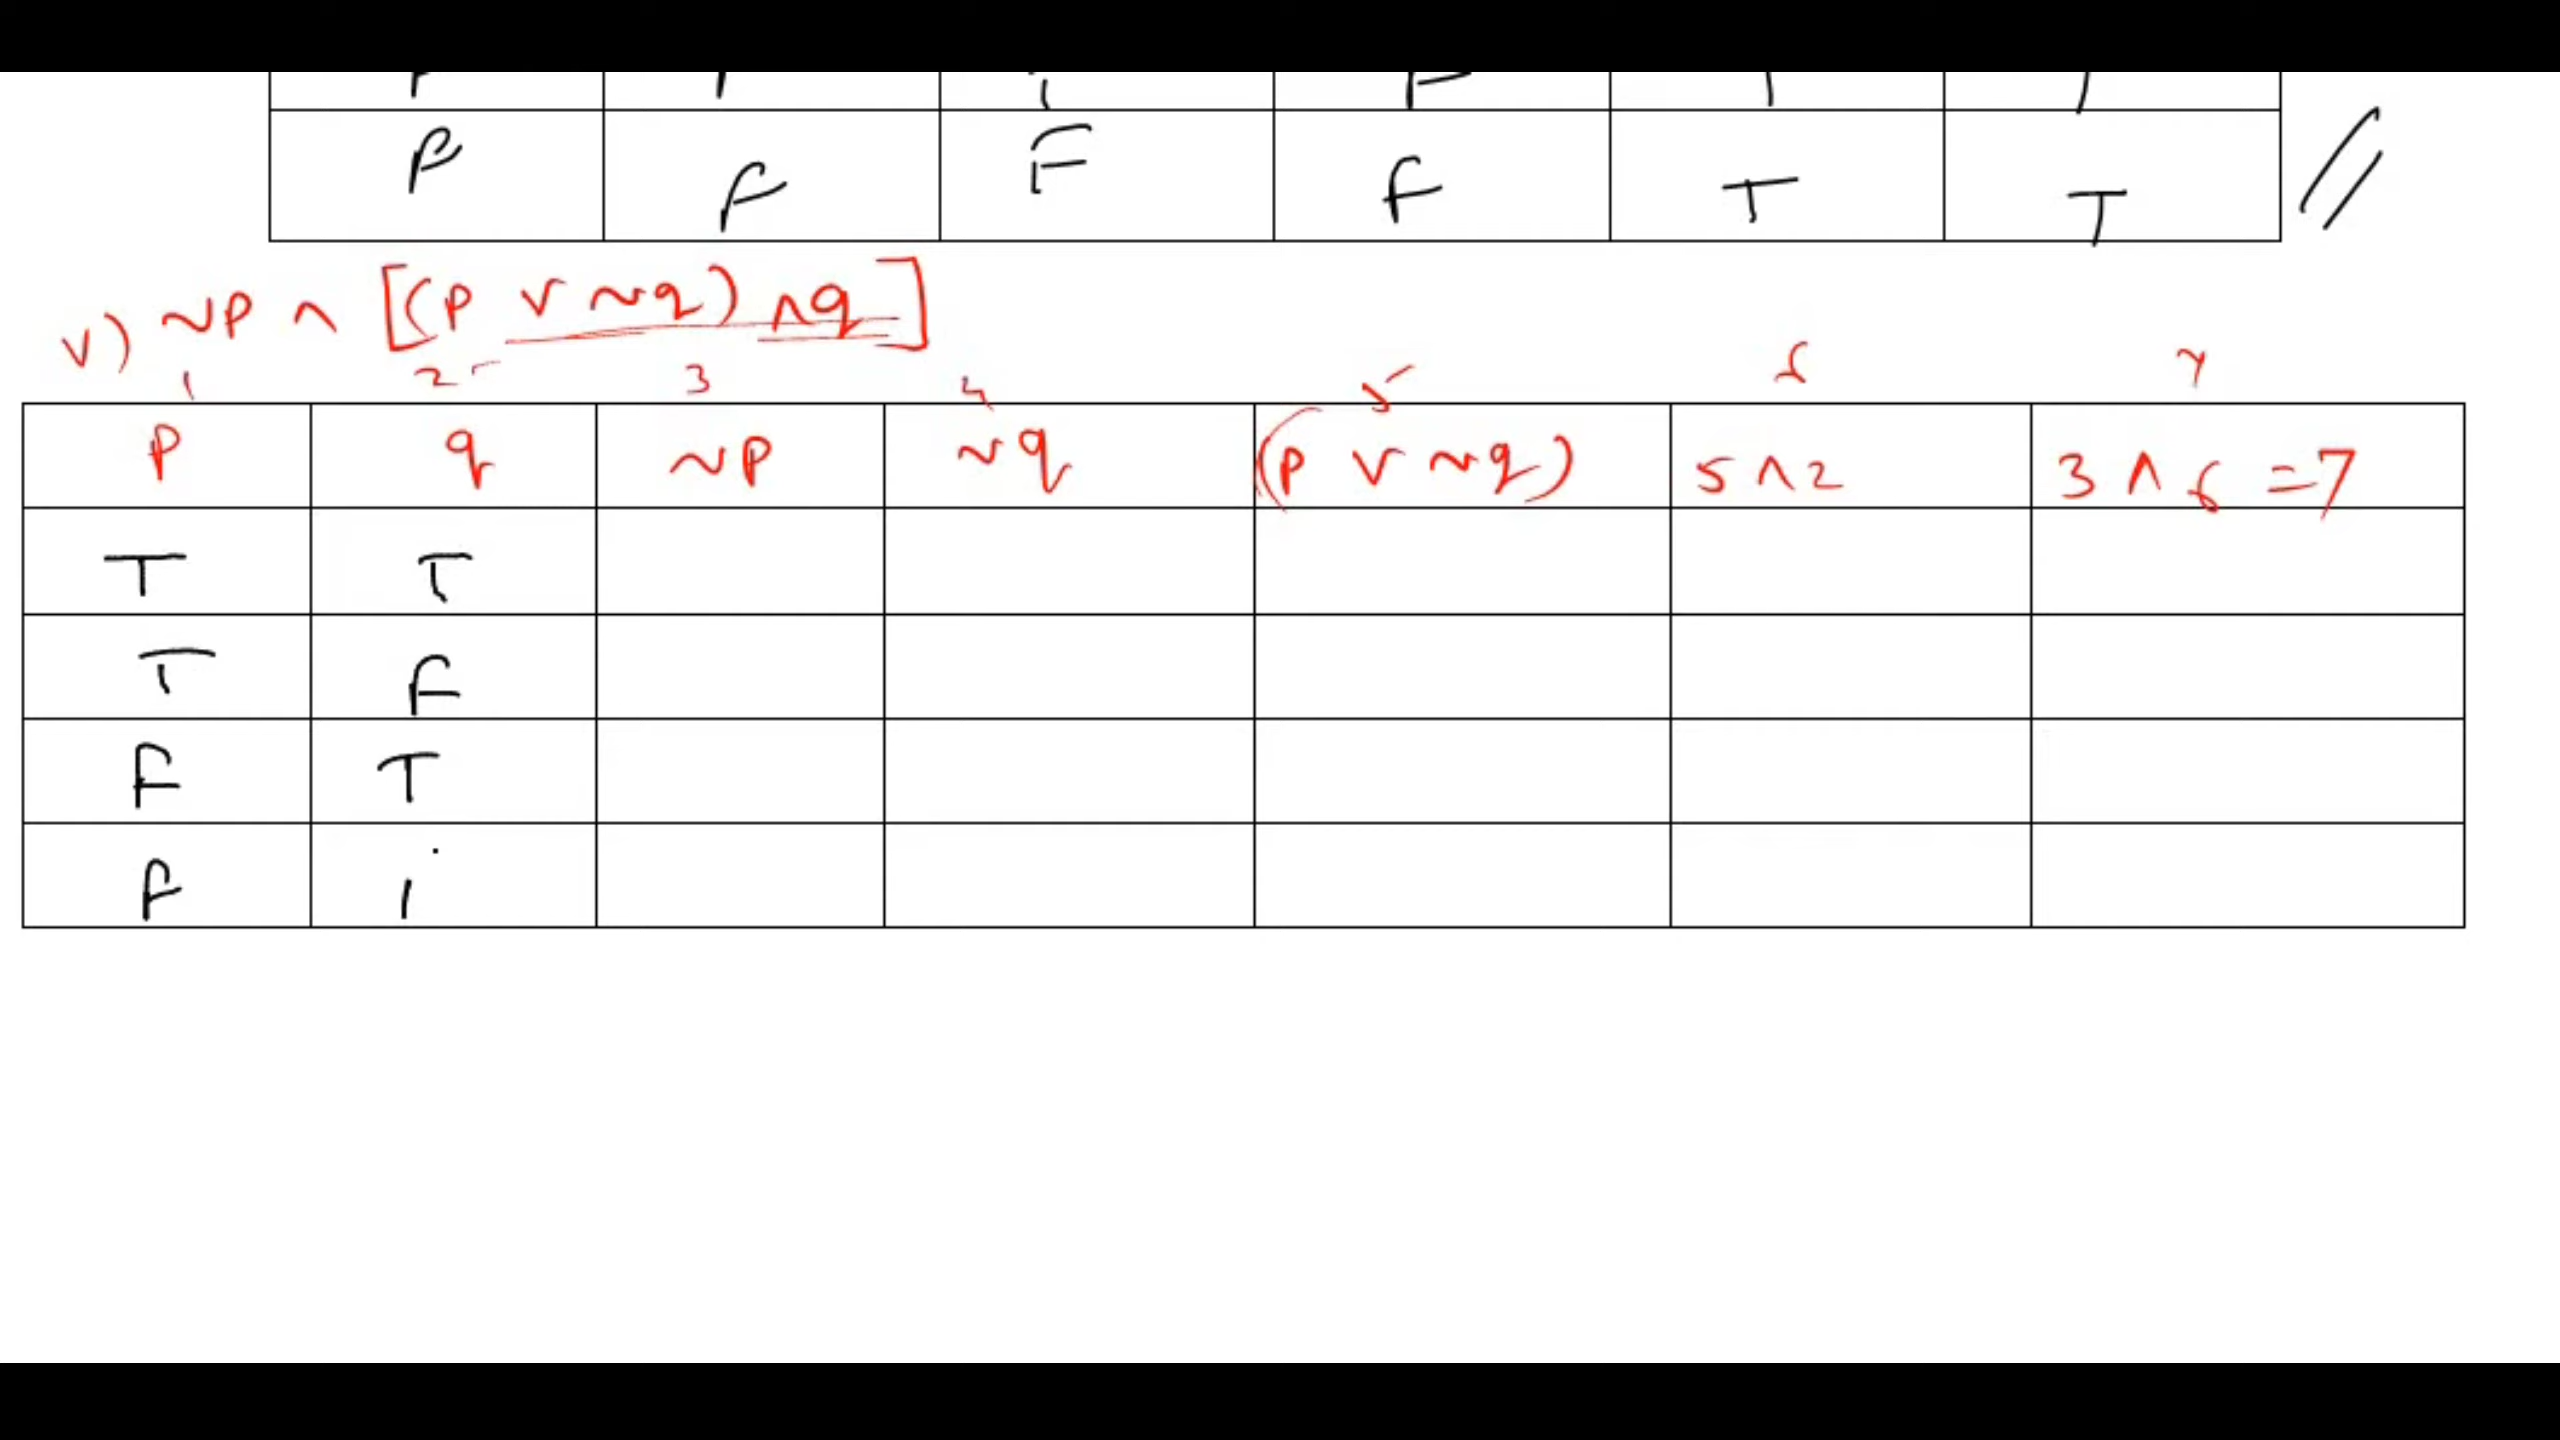 F F F F T T
v) ~p ∧ [(p ∨ ~q) ∧ q]
1 2 3 4 5 6 7
p q ~p ~q (p ∨ ~q) 5 ∧ 2 3 ∧ 6 = 7
T T
T F
F T
F